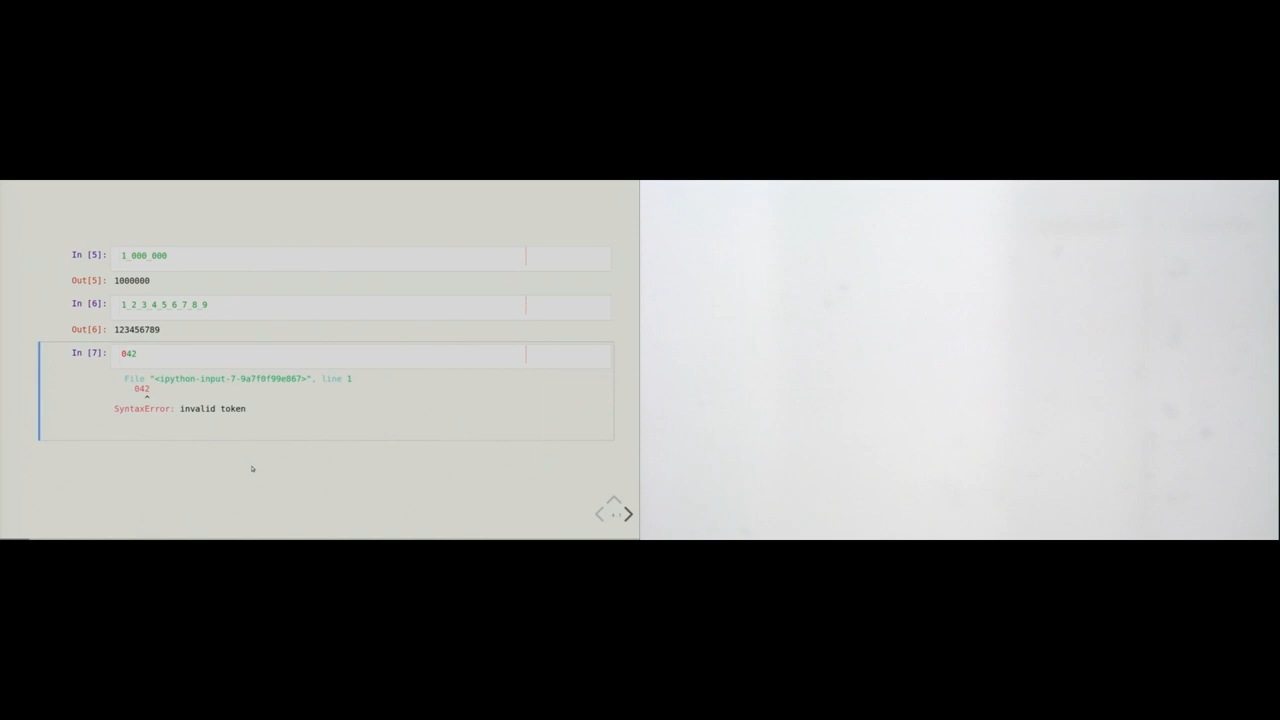 In [5]: 1_000_000
Out[5]: 1000000
In [6]: 1_2_3_4_5_6_7_8_9
Out[6]: 123456789
In [7]: 042
File "<ipython-input-7-9a7f0f99e867>", line 1
042
^
SyntaxError: invalid token